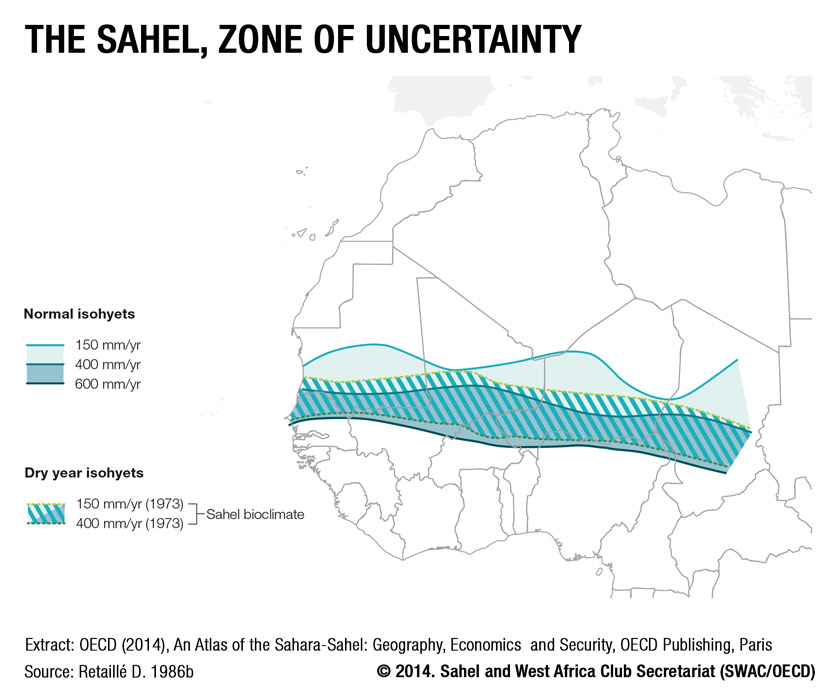 THE SAHEL, ZONE OF UNCERTAINTY
Normal isohyets
150 mm/yr
400 mm/yr
600 mm/yr
Dry year isohyets
150 mm/yr (1973)
400 mm/yr (1973)
Sahel bioclimate
Extract: OECD (2014), An Atlas of the Sahara-Sahel: Geography, Economics and Security, OECD Publishing, Paris
Source: Retaillé D. 1986b
© 2014. Sahel and West Africa Club Secretariat (SWAC/OECD)